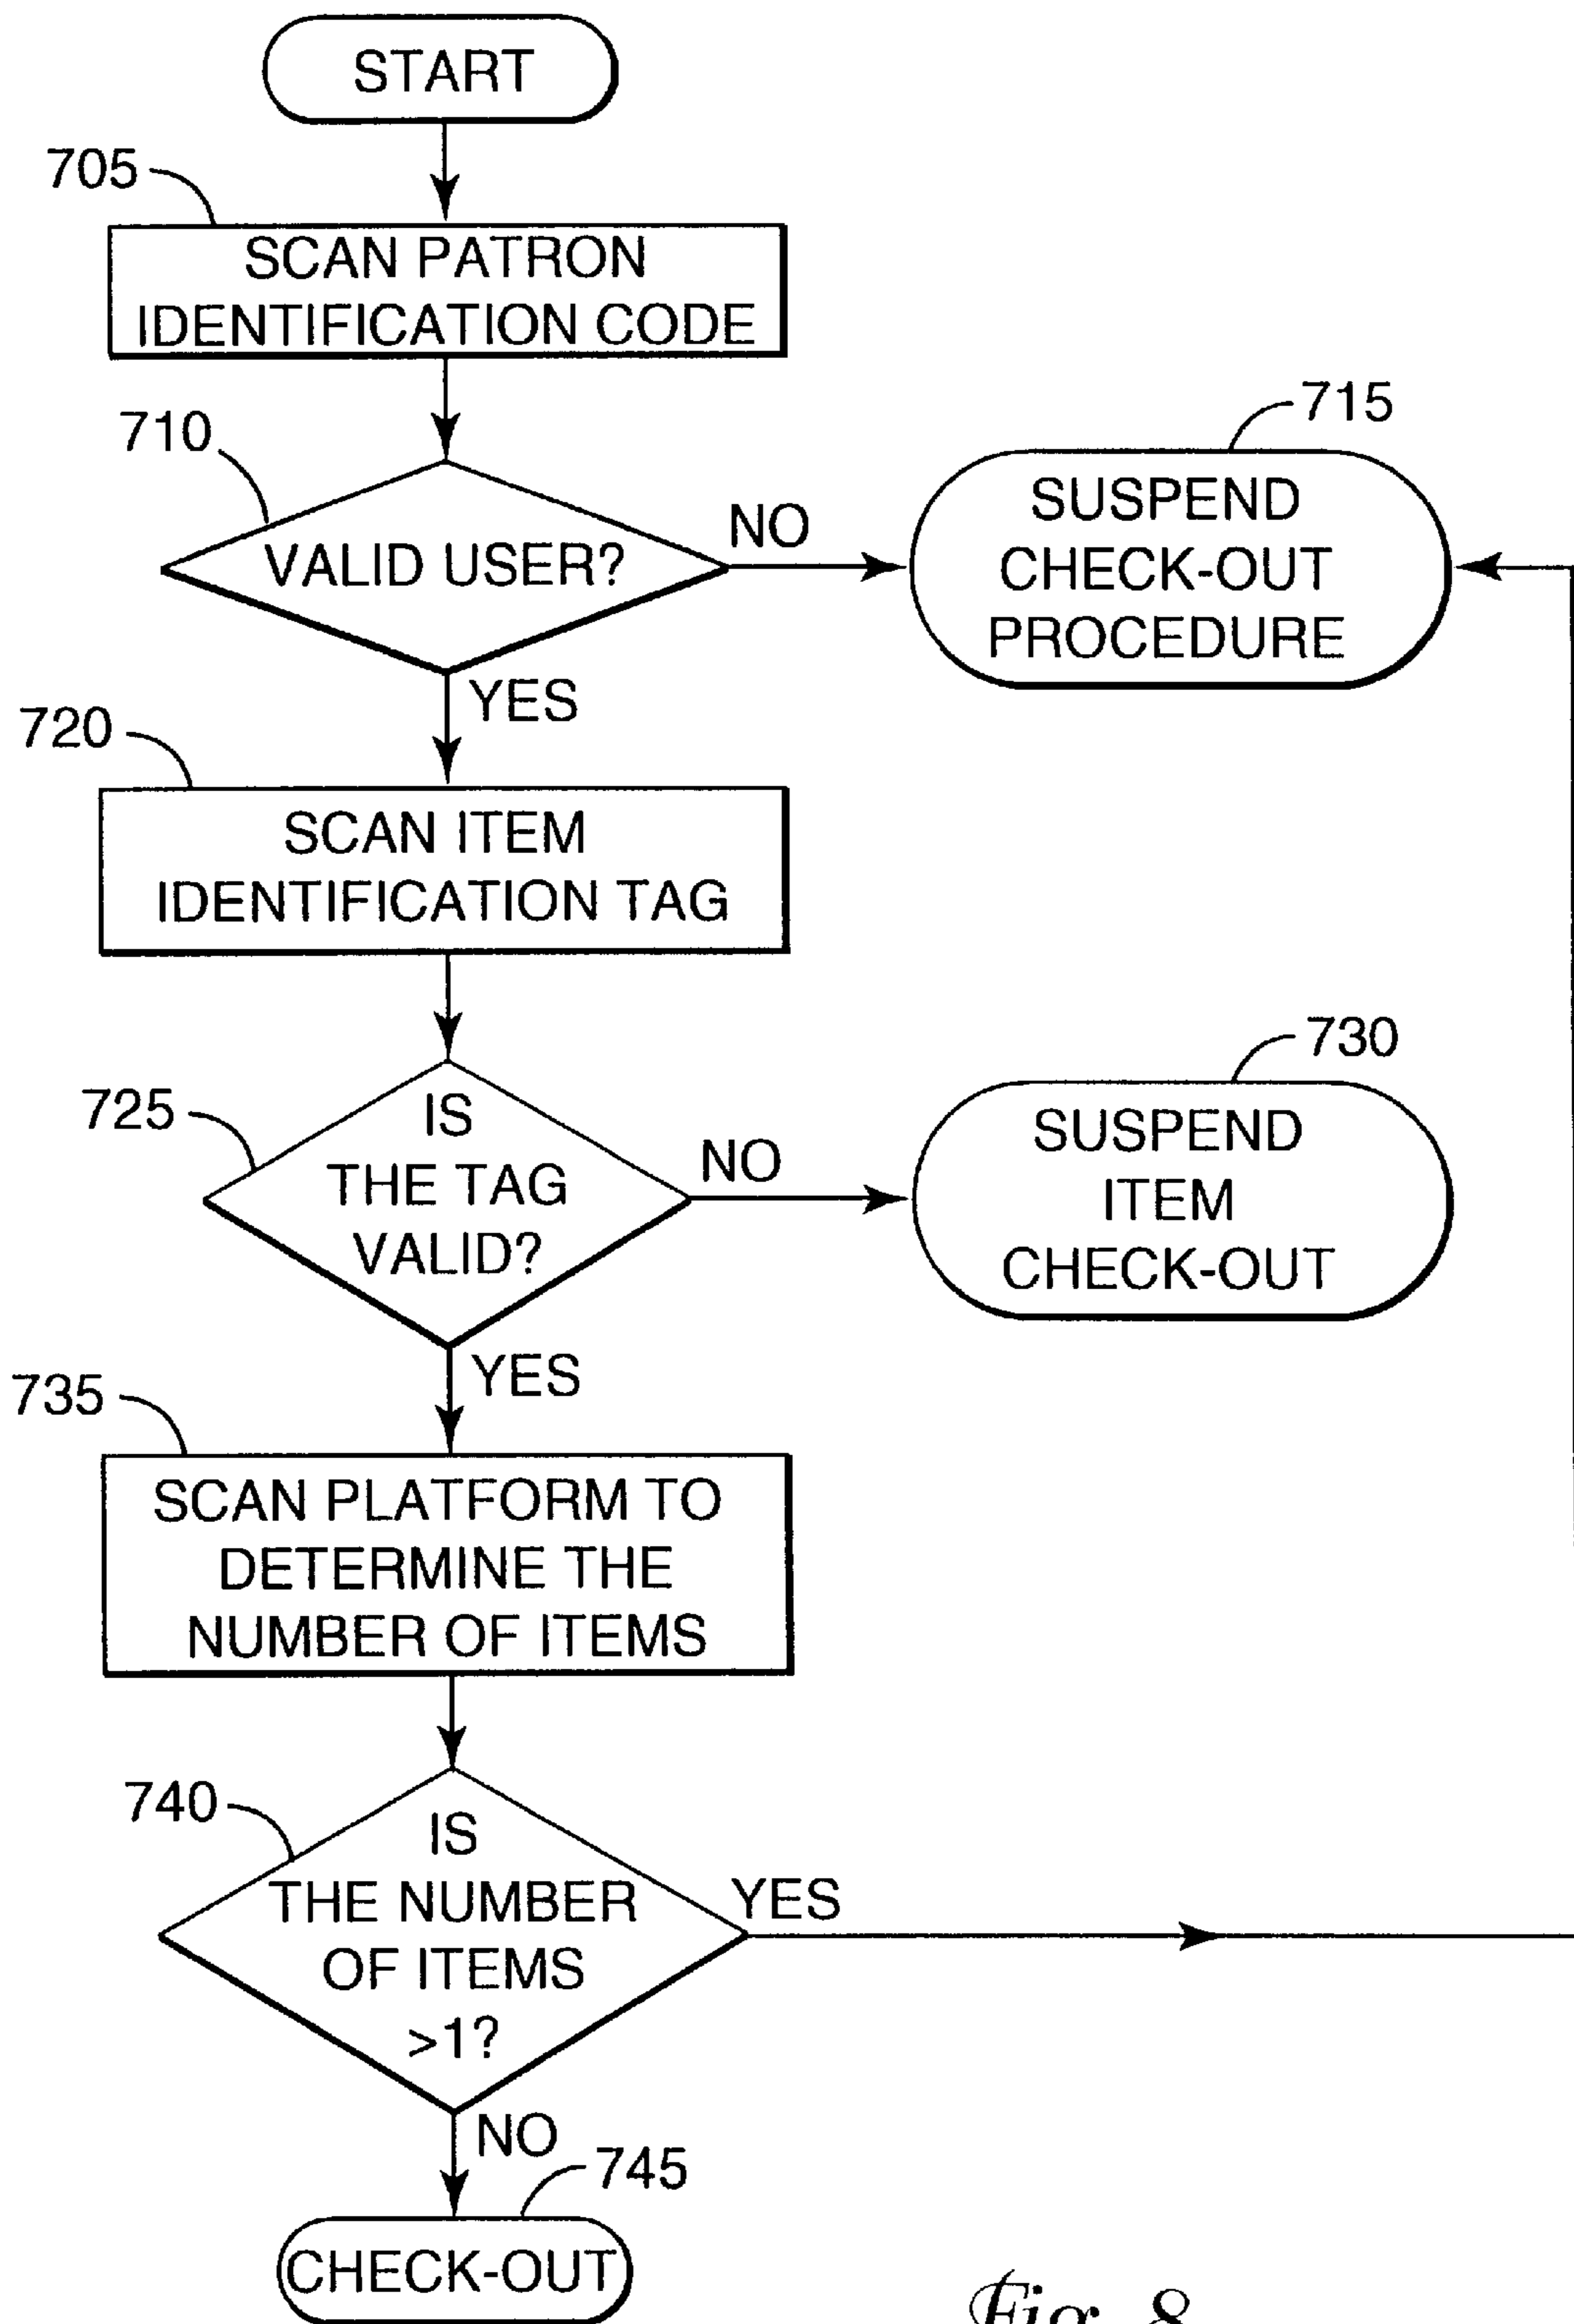 START
705
SCAN PATRON
IDENTIFICATION CODE
710
VALID USER?
NO
715
SUSPEND
CHECK-OUT
PROCEDURE
YES
720
SCAN ITEM
IDENTIFICATION TAG
725
IS
THE TAG
VALID?
NO
730
SUSPEND
ITEM
CHECK-OUT
YES
735
SCAN PLATFORM TO
DETERMINE THE
NUMBER OF ITEMS
740
IS
THE NUMBER
OF ITEMS
>1?
YES
NO
745
CHECK-OUT
Fig. 8